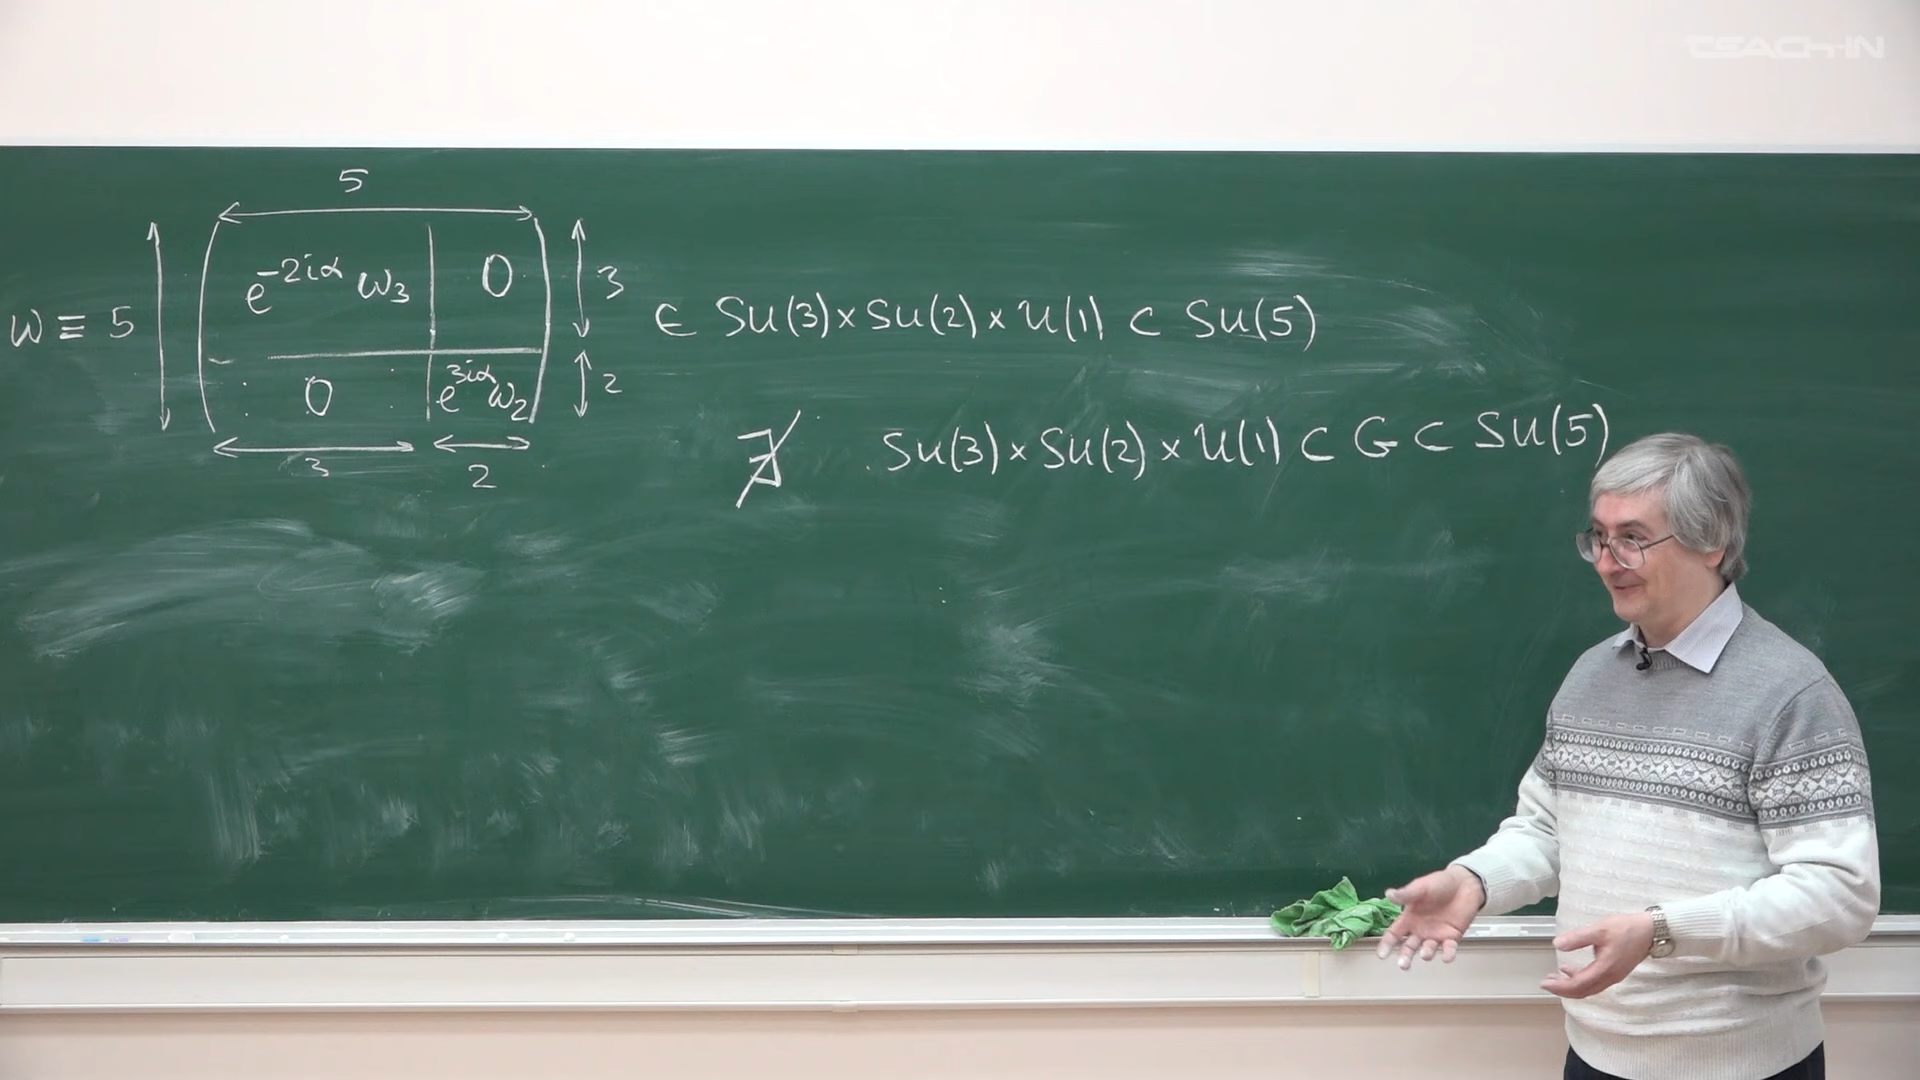 TEACH-IN
5
ω ≡ 5 ( e^{-2iα} ω₃ | 0 ) 3 ∈ SU(3) × SU(2) × U(1) ⊂ SU(5)
( 0 | e^{3iα} ω₂ ) 2
3 2
∄ SU(3) × SU(2) × U(1) ⊂ G ⊂ SU(5)